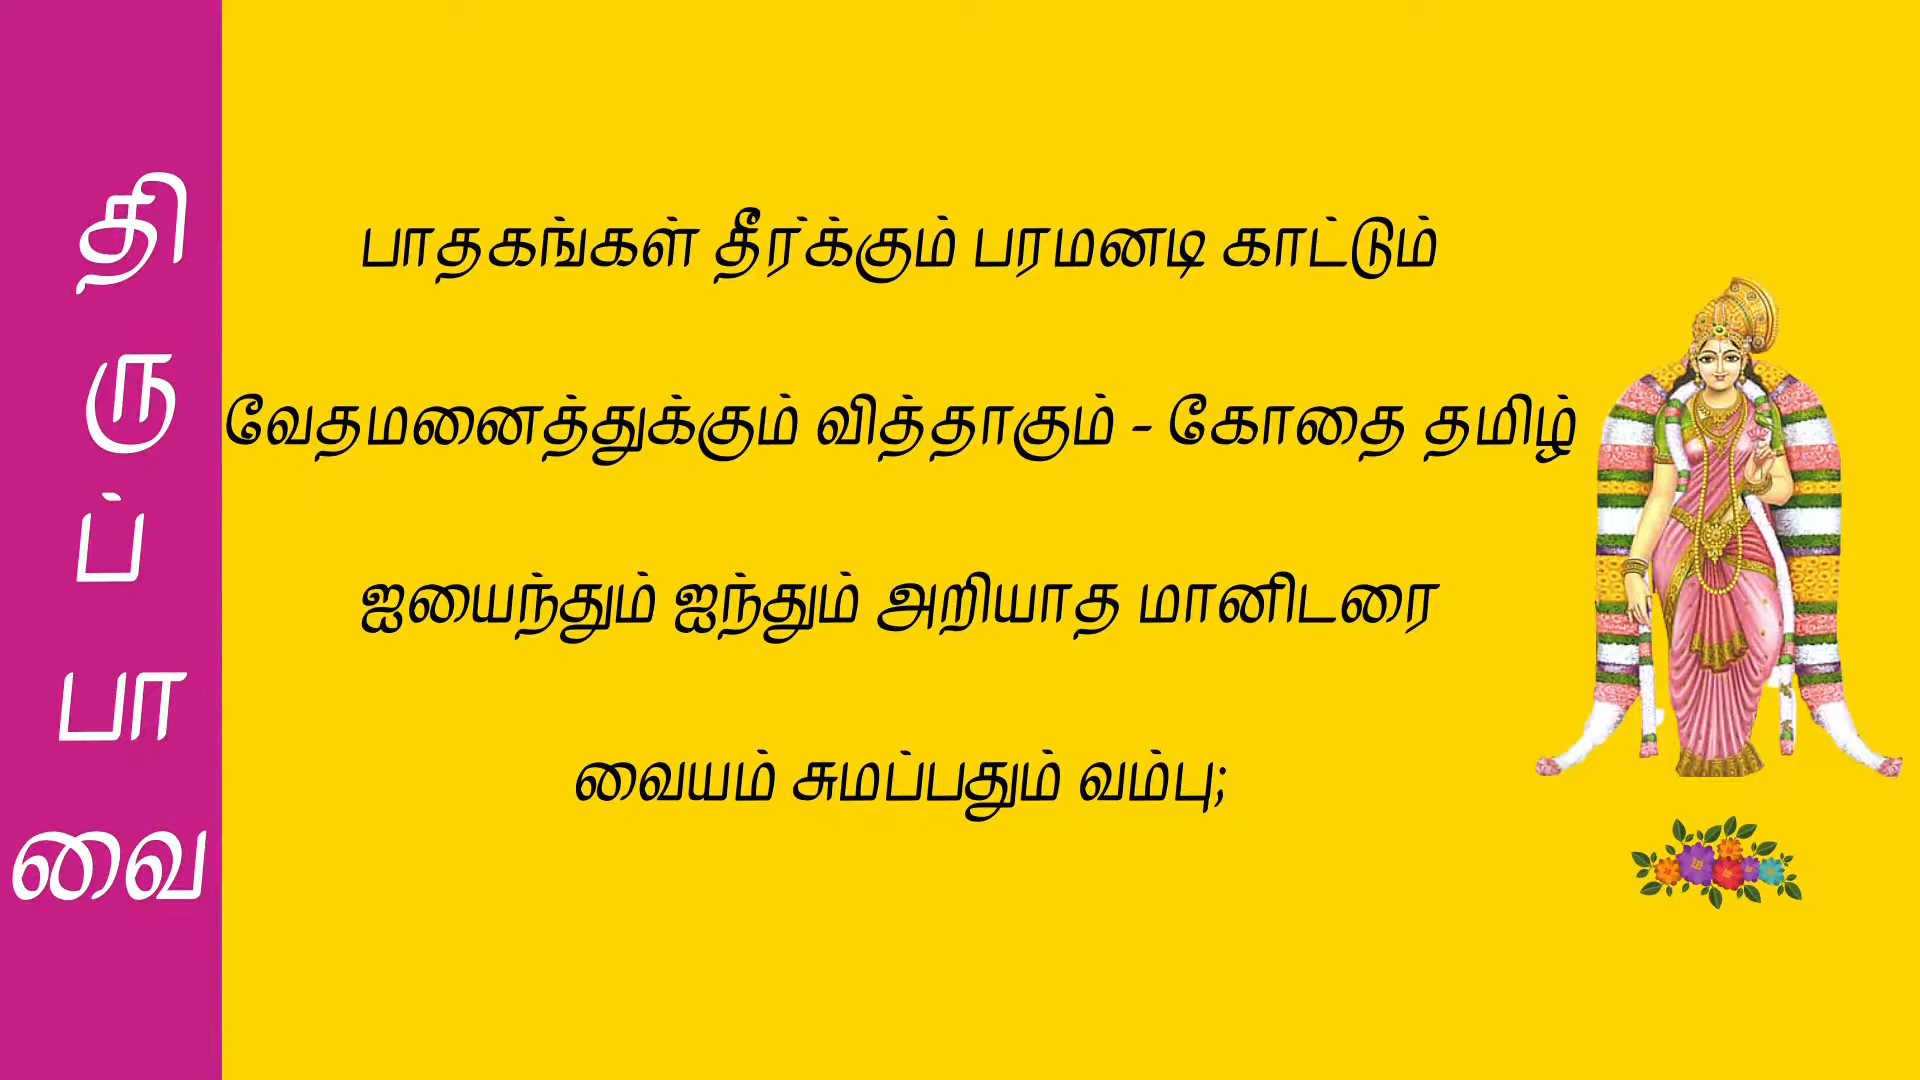 திருப்பாவை
பாதகங்கள் தீர்க்கும் பரமனடி காட்டும்
வேதமனைத்துக்கும் வித்தாகும் - கோதை தமிழ்
ஐயைந்தும் ஐந்தும் அறியாத மானிடரை
வையம் சுமப்பதும் வம்பு;